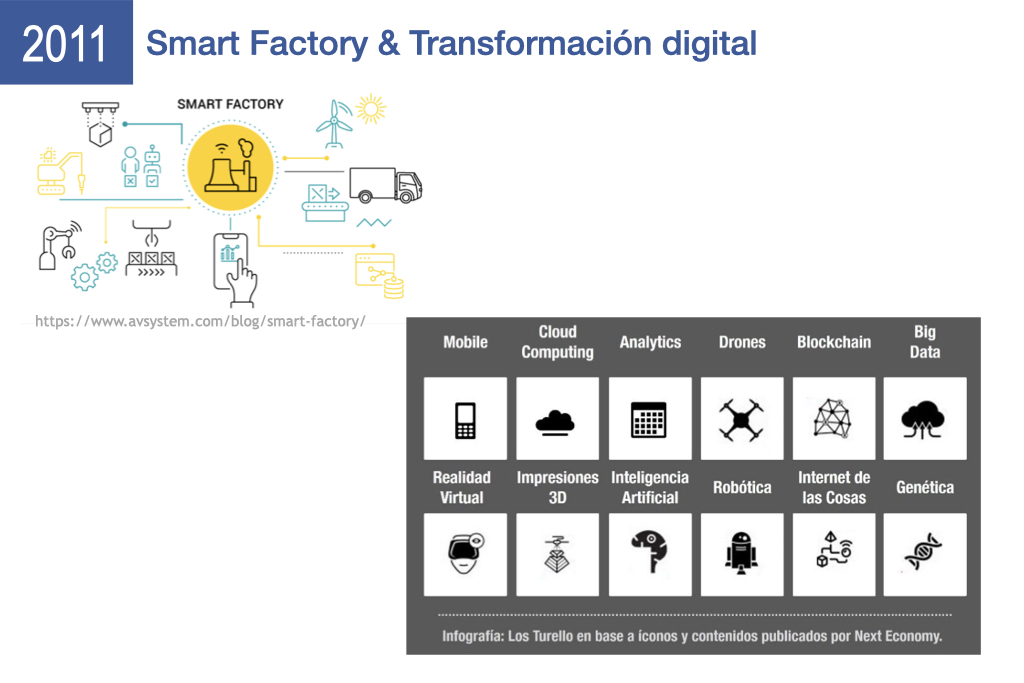 2011
Smart Factory & Transformación digital
SMART FACTORY
https://www.avsystem.com/blog/smart-factory/
Mobile
Cloud
Computing
Analytics
Drones
Blockchain
Big
Data
Realidad
Virtual
Impresiones
3D
Inteligencia
Artificial
Robótica
Internet de
las Cosas
Genética
Infografía: Los Turello en base a íconos y contenidos publicados por Next Economy.